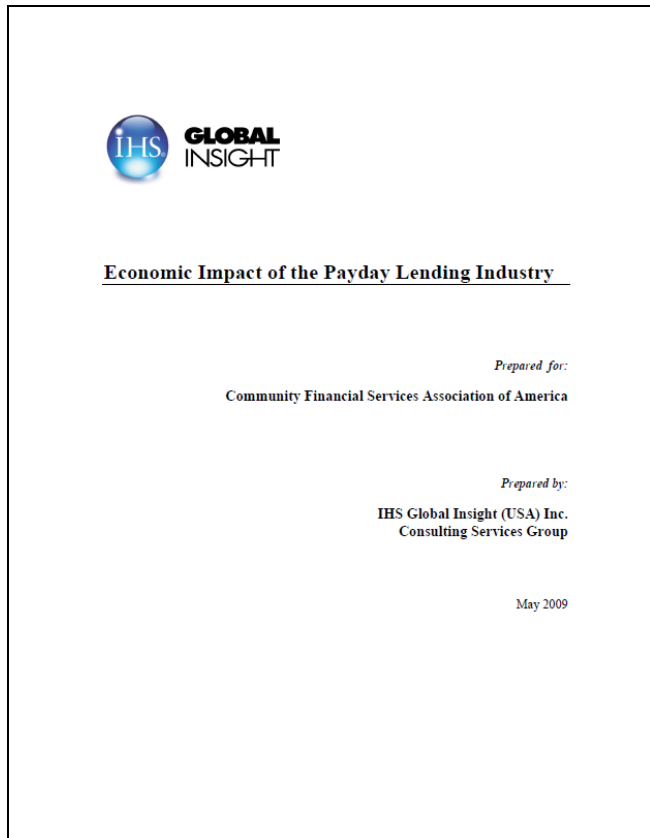 iHS
GLOBAL
INSIGHT
Economic Impact of the Payday Lending Industry
Prepared for:
Community Financial Services Association of America
Prepared by:
IHS Global Insight (USA) Inc.
Consulting Services Group
May 2009